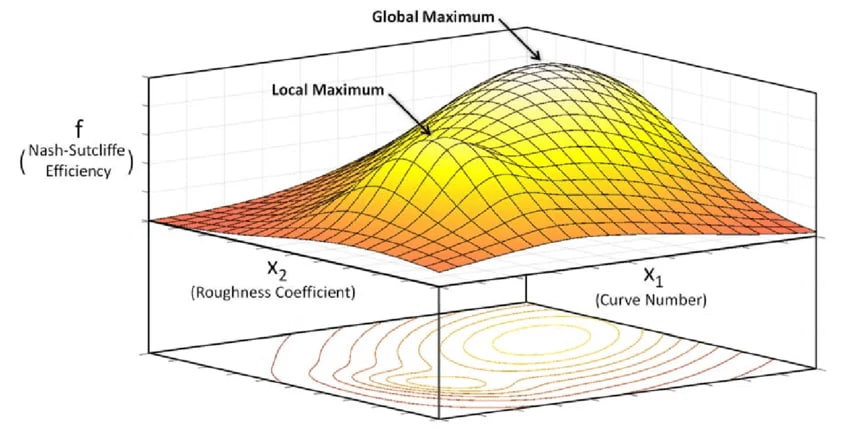 Global Maximum
Local Maximum
f
(Nash-Sutcliffe
Efficiency)
X2
(Roughness Coefficient)
X1
(Curve Number)